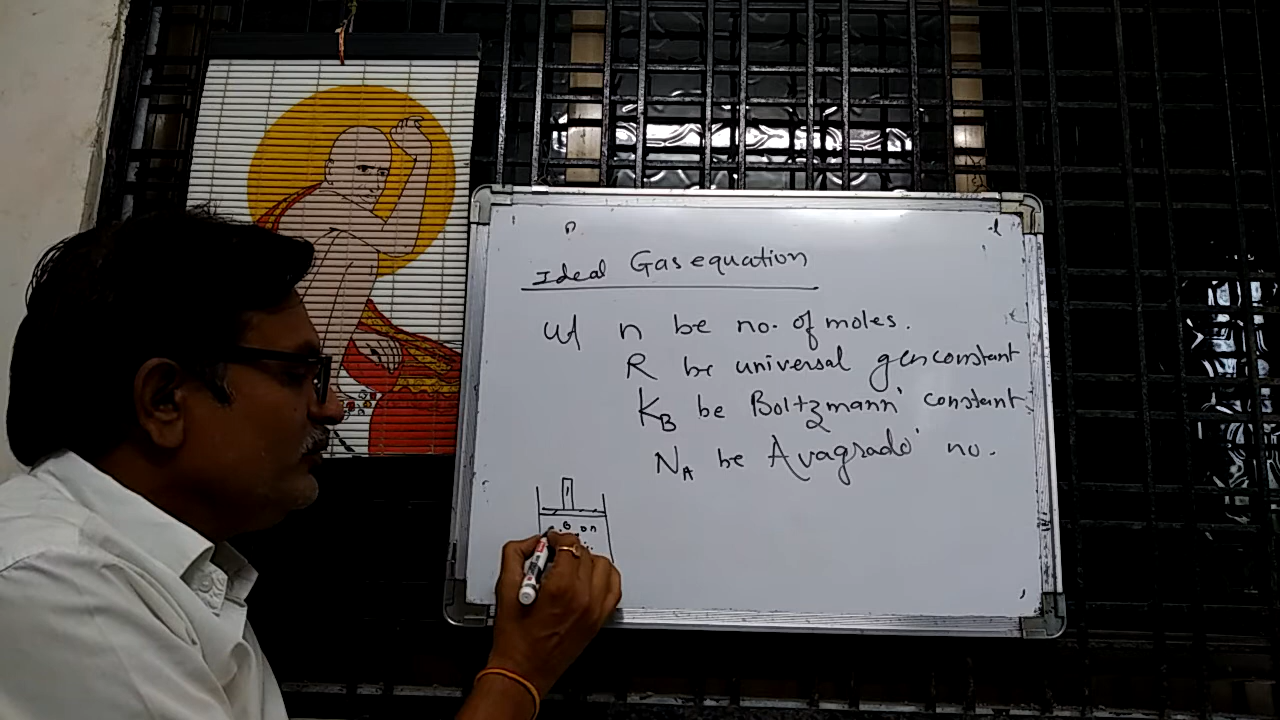 Ideal Gas equation
let n be no. of moles.
R be universal gas constant
KB be Boltzmann' constant
NA be Avagrado' no.